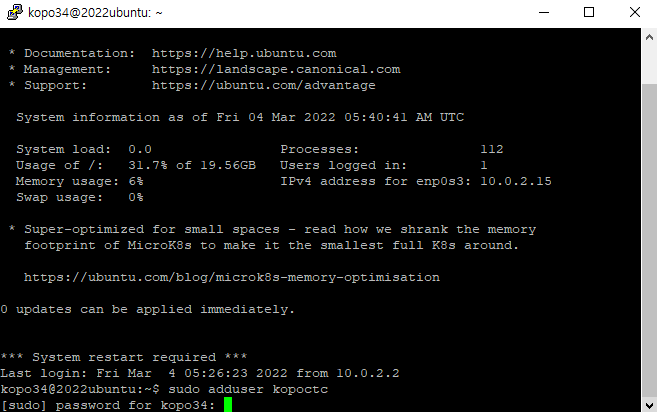 kopo34@2022ubuntu: ~
* Documentation:  https://help.ubuntu.com
* Management:     https://landscape.canonical.com
* Support:        https://ubuntu.com/advantage
System information as of Fri 04 Mar 2022 05:40:41 AM UTC
System load:  0.0                Processes:               112
Usage of /:   31.7% of 19.56GB   Users logged in:         1
Memory usage: 6%                 IPv4 address for enp0s3: 10.0.2.15
Swap usage:   0%
* Super-optimized for small spaces - read how we shrank the memory
footprint of MicroK8s to make it the smallest full K8s around.
https://ubuntu.com/blog/microk8s-memory-optimisation
0 updates can be applied immediately.
*** System restart required ***
Last login: Fri Mar  4 05:26:23 2022 from 10.0.2.2
kopo34@2022ubuntu:~$ sudo adduser kopoctc
[sudo] password for kopo34: